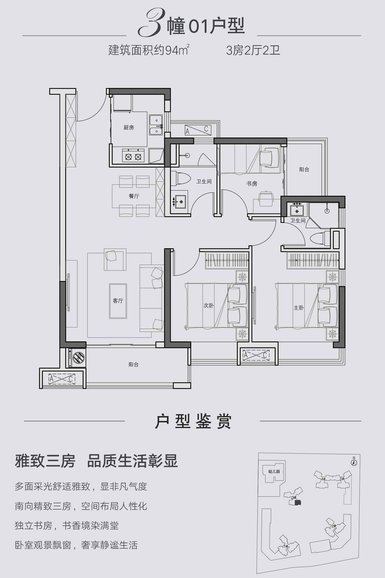 3幢01户型
建筑面积约94㎡ 3房2厅2卫
厨房
A C
餐厅
卫生间
书房
阳台
卫生间
客厅
次卧
主卧
阳台
A C
A C
户型鉴赏
雅致三房 品质生活彰显
多面采光舒适雅致，显非凡气度
南向精致三房，空间布局人性化
独立书房，书香境染满堂
卧室观景飘窗，奢享静谧生活
幼儿园